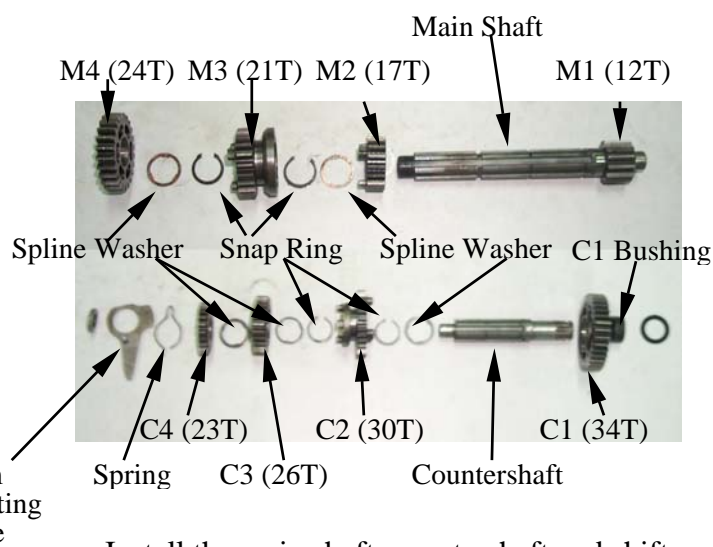 Main Shaft
M4 (24T) M3 (21T) M2 (17T) M1 (12T)
Spline Washer Snap Ring Spline Washer C1 Bushing
C4 (23T) C2 (30T) C1 (34T)
Spring C3 (26T) Countershaft